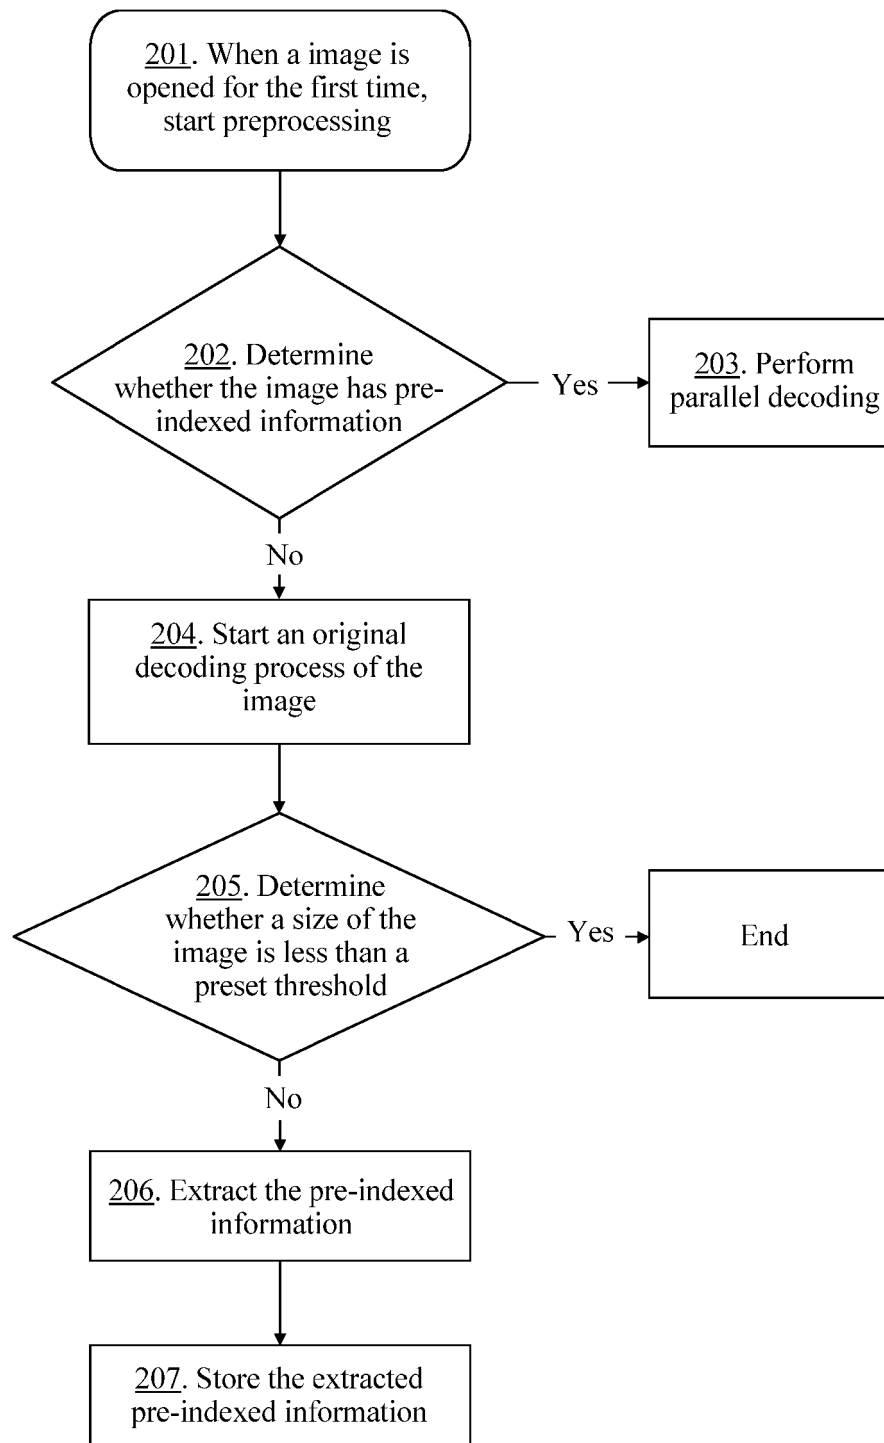 201. When a image is
opened for the first time,
start preprocessing
202. Determine
whether the image has pre-
indexed information
Yes
203. Perform
parallel decoding
No
204. Start an original
decoding process of the
image
205. Determine
whether a size of the
image is less than a
preset threshold
Yes
End
No
206. Extract the pre-indexed
information
207. Store the extracted
pre-indexed information